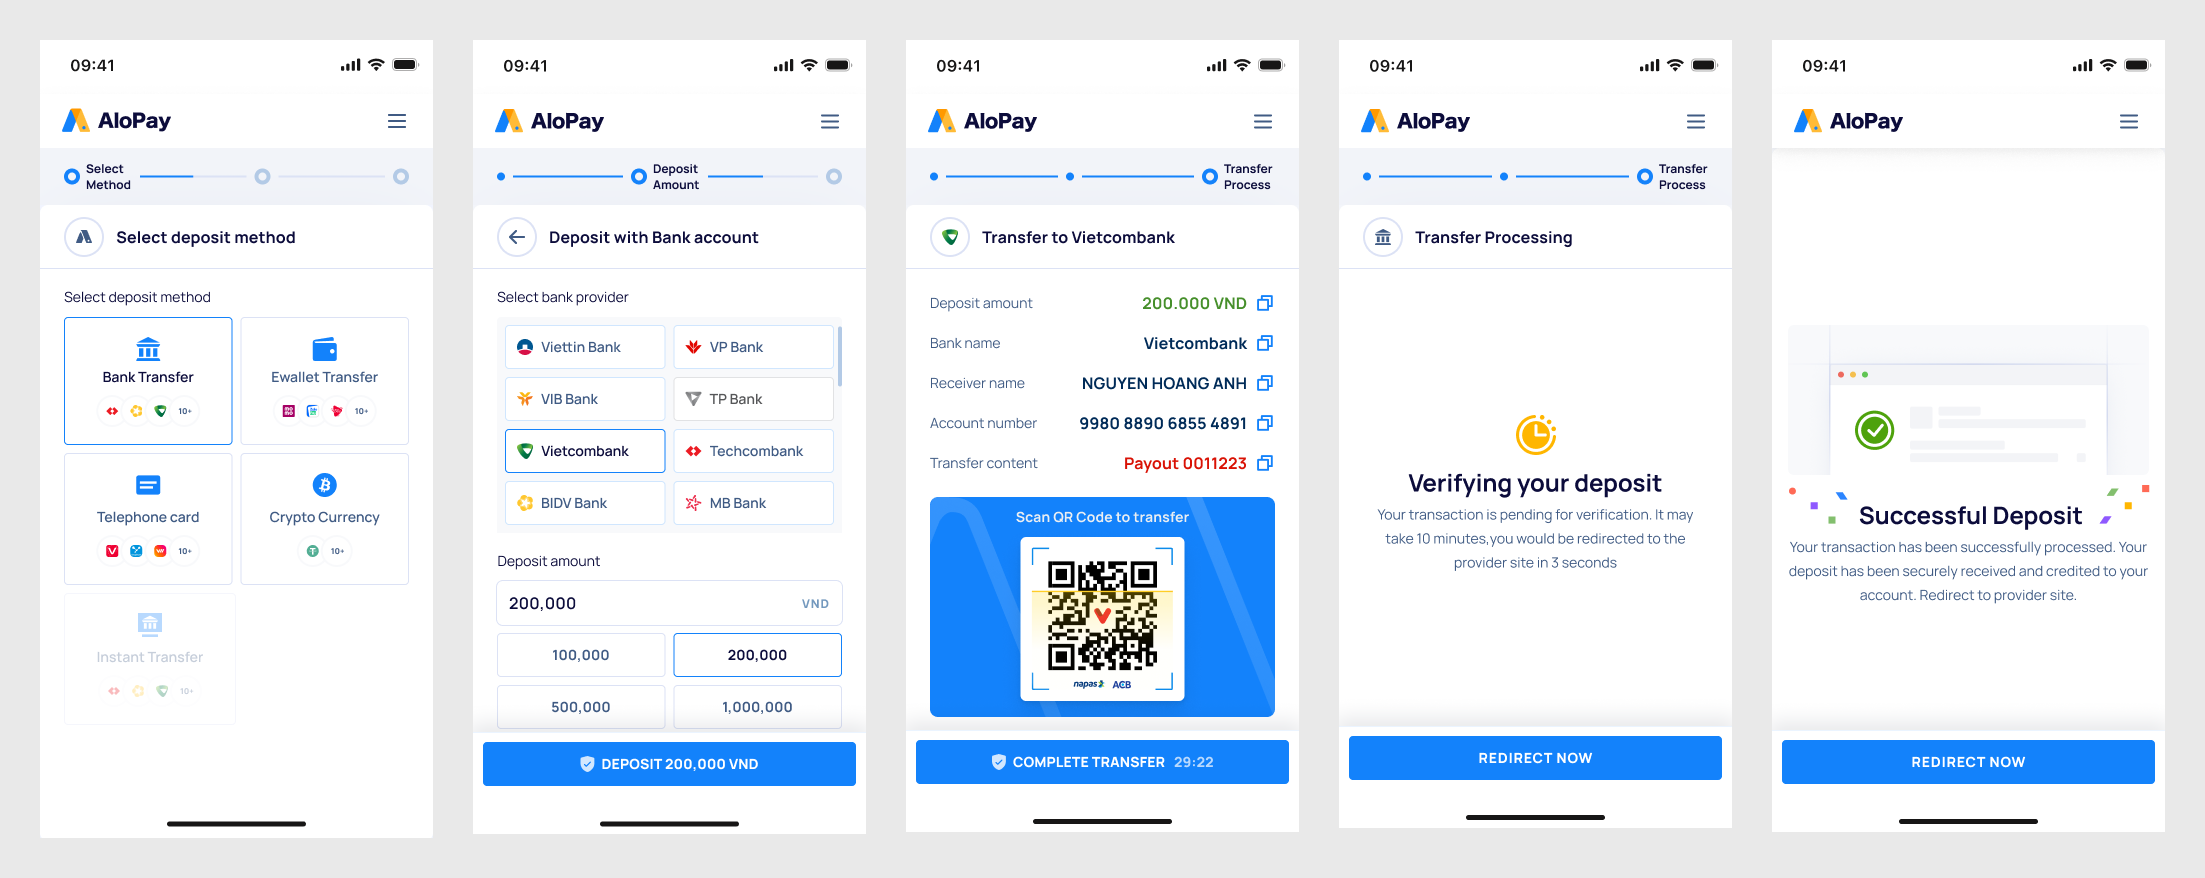 09:41
AloPay
Select
Method
Select deposit method
Select deposit method
Bank Transfer
10+
Ewallet Transfer
10+
Telephone card
10+
Crypto Currency
10+
Instant Transfer
10+
09:41
AloPay
Deposit
Amount
Deposit with Bank account
Select bank provider
Viettin Bank
VP Bank
VIB Bank
TP Bank
Vietcombank
Techcombank
BIDV Bank
MB Bank
Deposit amount
200,000 VND
100,000
200,000
500,000
1,000,000
DEPOSIT 200,000 VND
09:41
AloPay
Transfer
Process
Transfer to Vietcombank
Deposit amount 200.000 VND
Bank name Vietcombank
Receiver name NGUYEN HOANG ANH
Account number 9980 8890 6855 4891
Transfer content Payout 0011223
Scan QR Code to transfer
napas ACB
COMPLETE TRANSFER 29:22
09:41
AloPay
Transfer
Process
Transfer Processing
Verifying your deposit
Your transaction is pending for verification. It may
take 10 minutes,you would be redirected to the
provider site in 3 seconds
REDIRECT NOW
09:41
AloPay
Successful Deposit
Your transaction has been successfully processed. Your
deposit has been securely received and credited to your
account. Redirect to provider site.
REDIRECT NOW